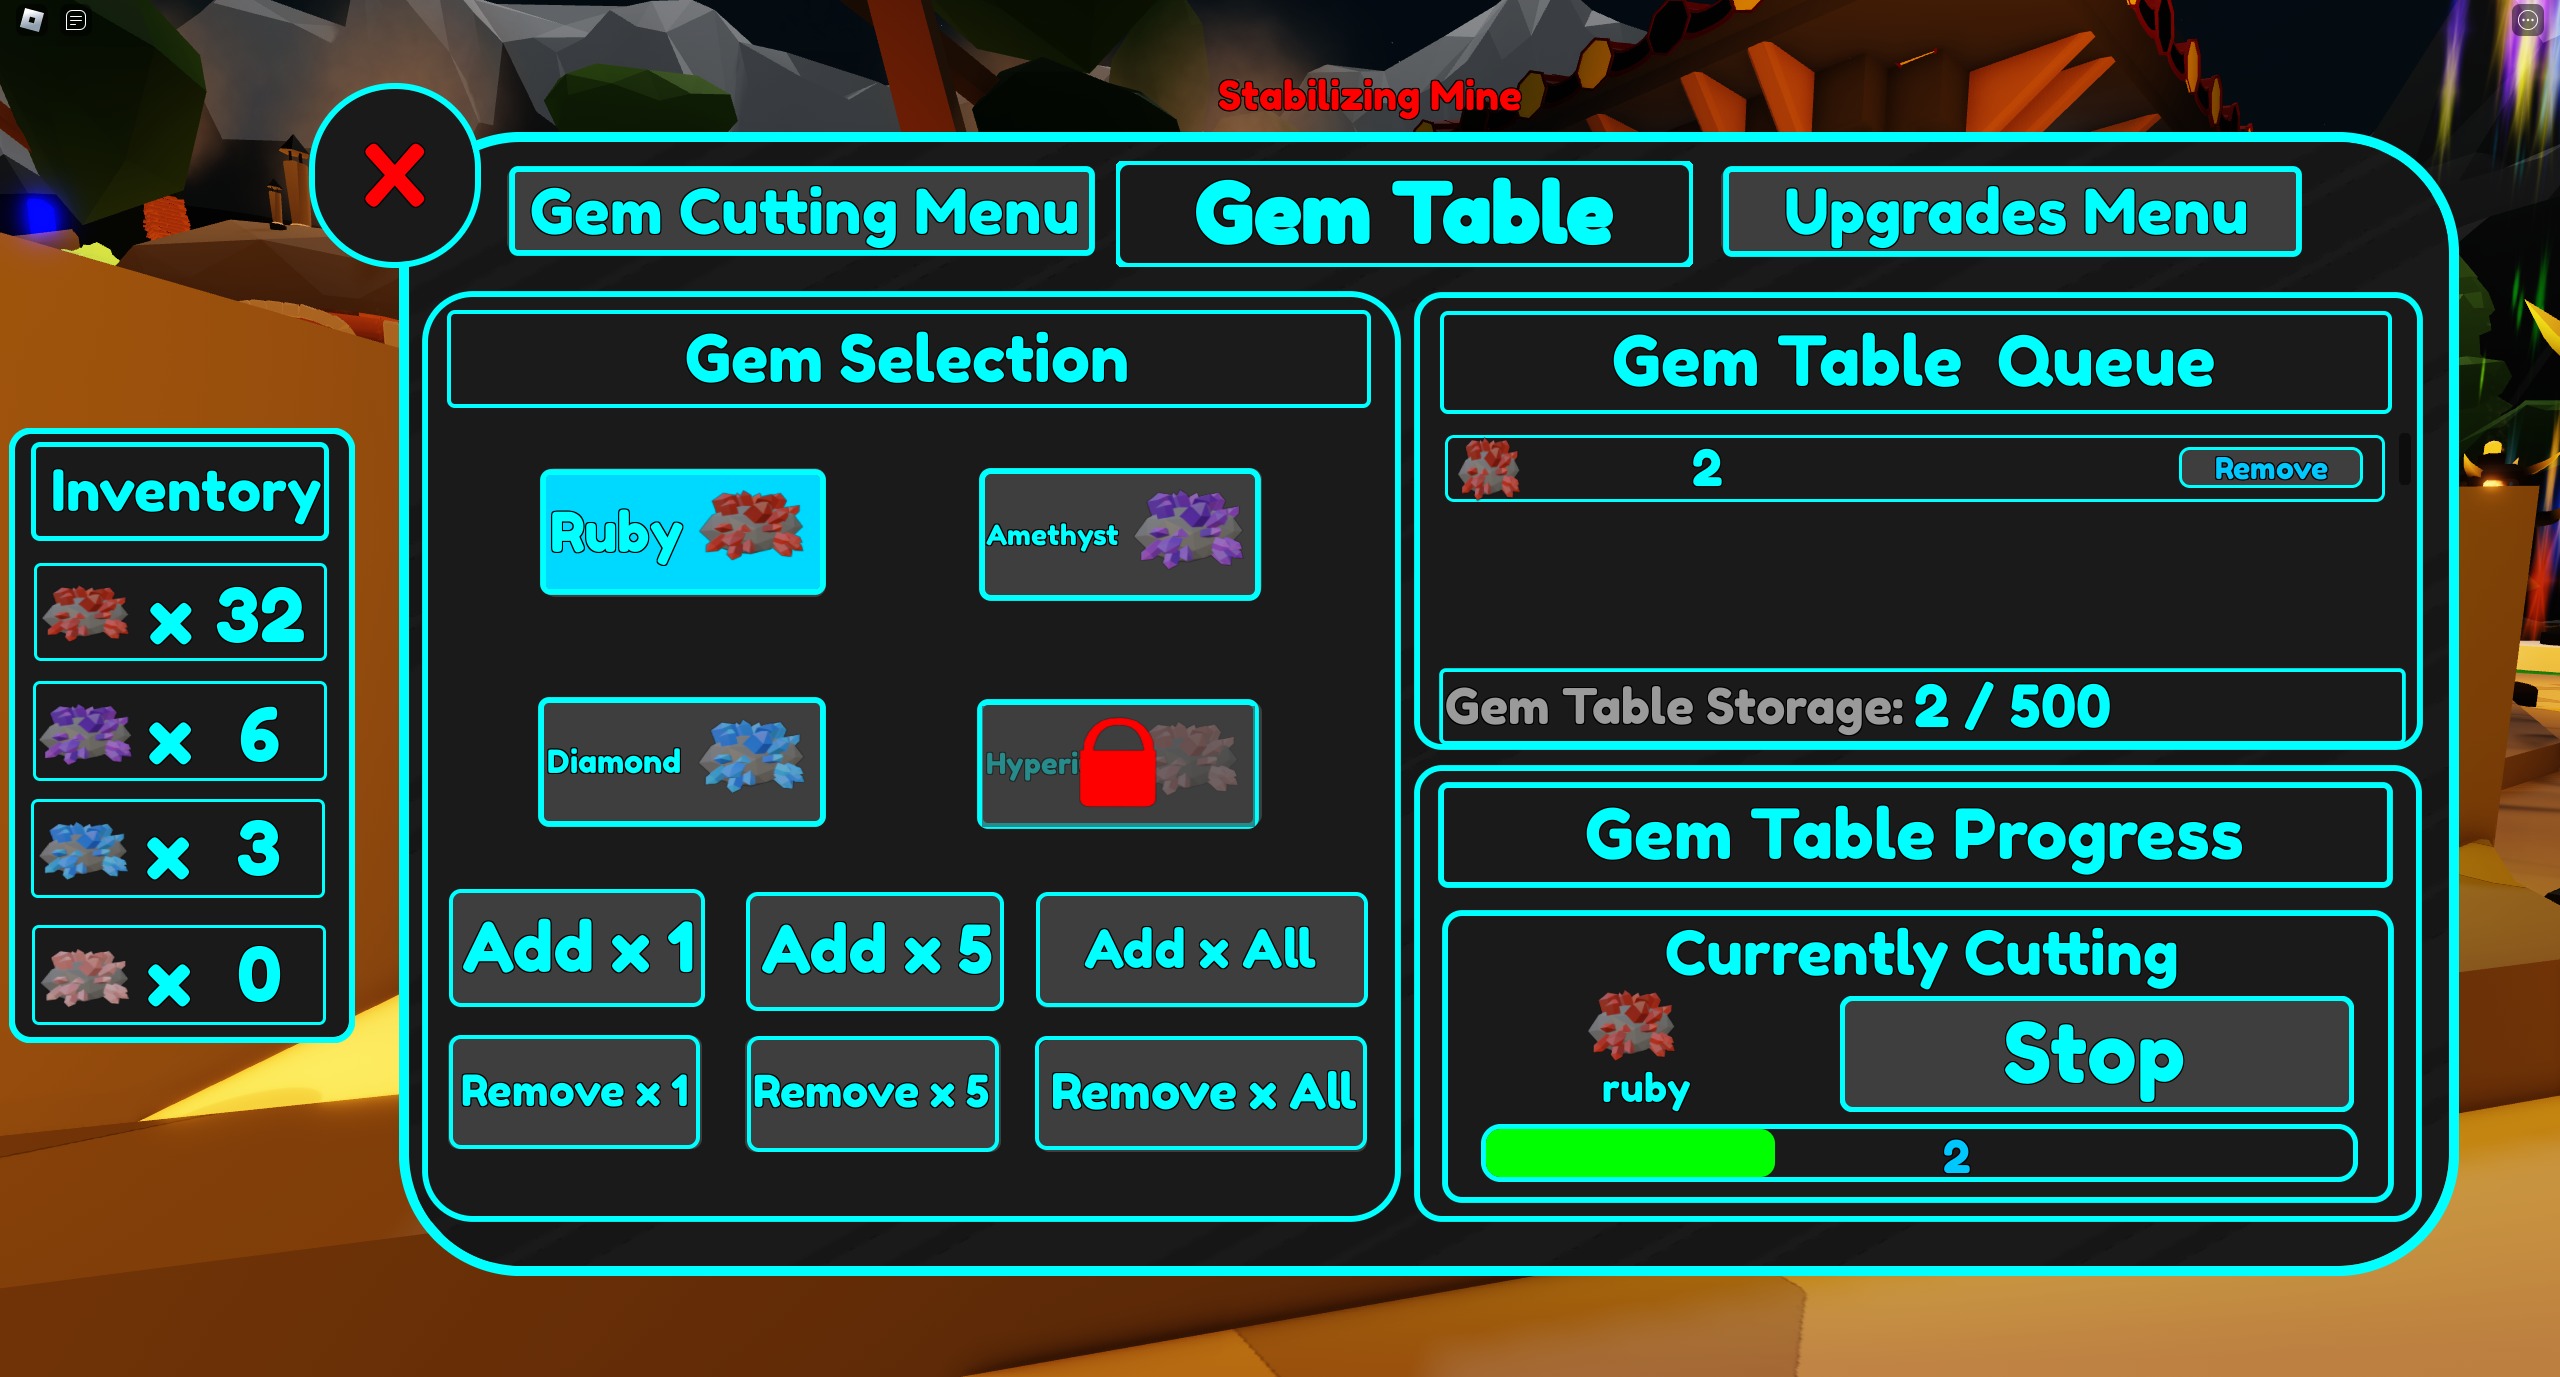 Stabilizing Mine
Gem Cutting Menu
Gem Table
Upgrades Menu
Inventory
x 32
x 6
x 3
x 0
Gem Selection
Ruby
Amethyst
Diamond
Add x 1
Add x 5
Add x All
Remove x 1
Remove x 5
Remove x All
Gem Table Queue
2
Remove
Gem Table Storage: 2 / 500
Gem Table Progress
Currently Cutting
ruby
Stop
2